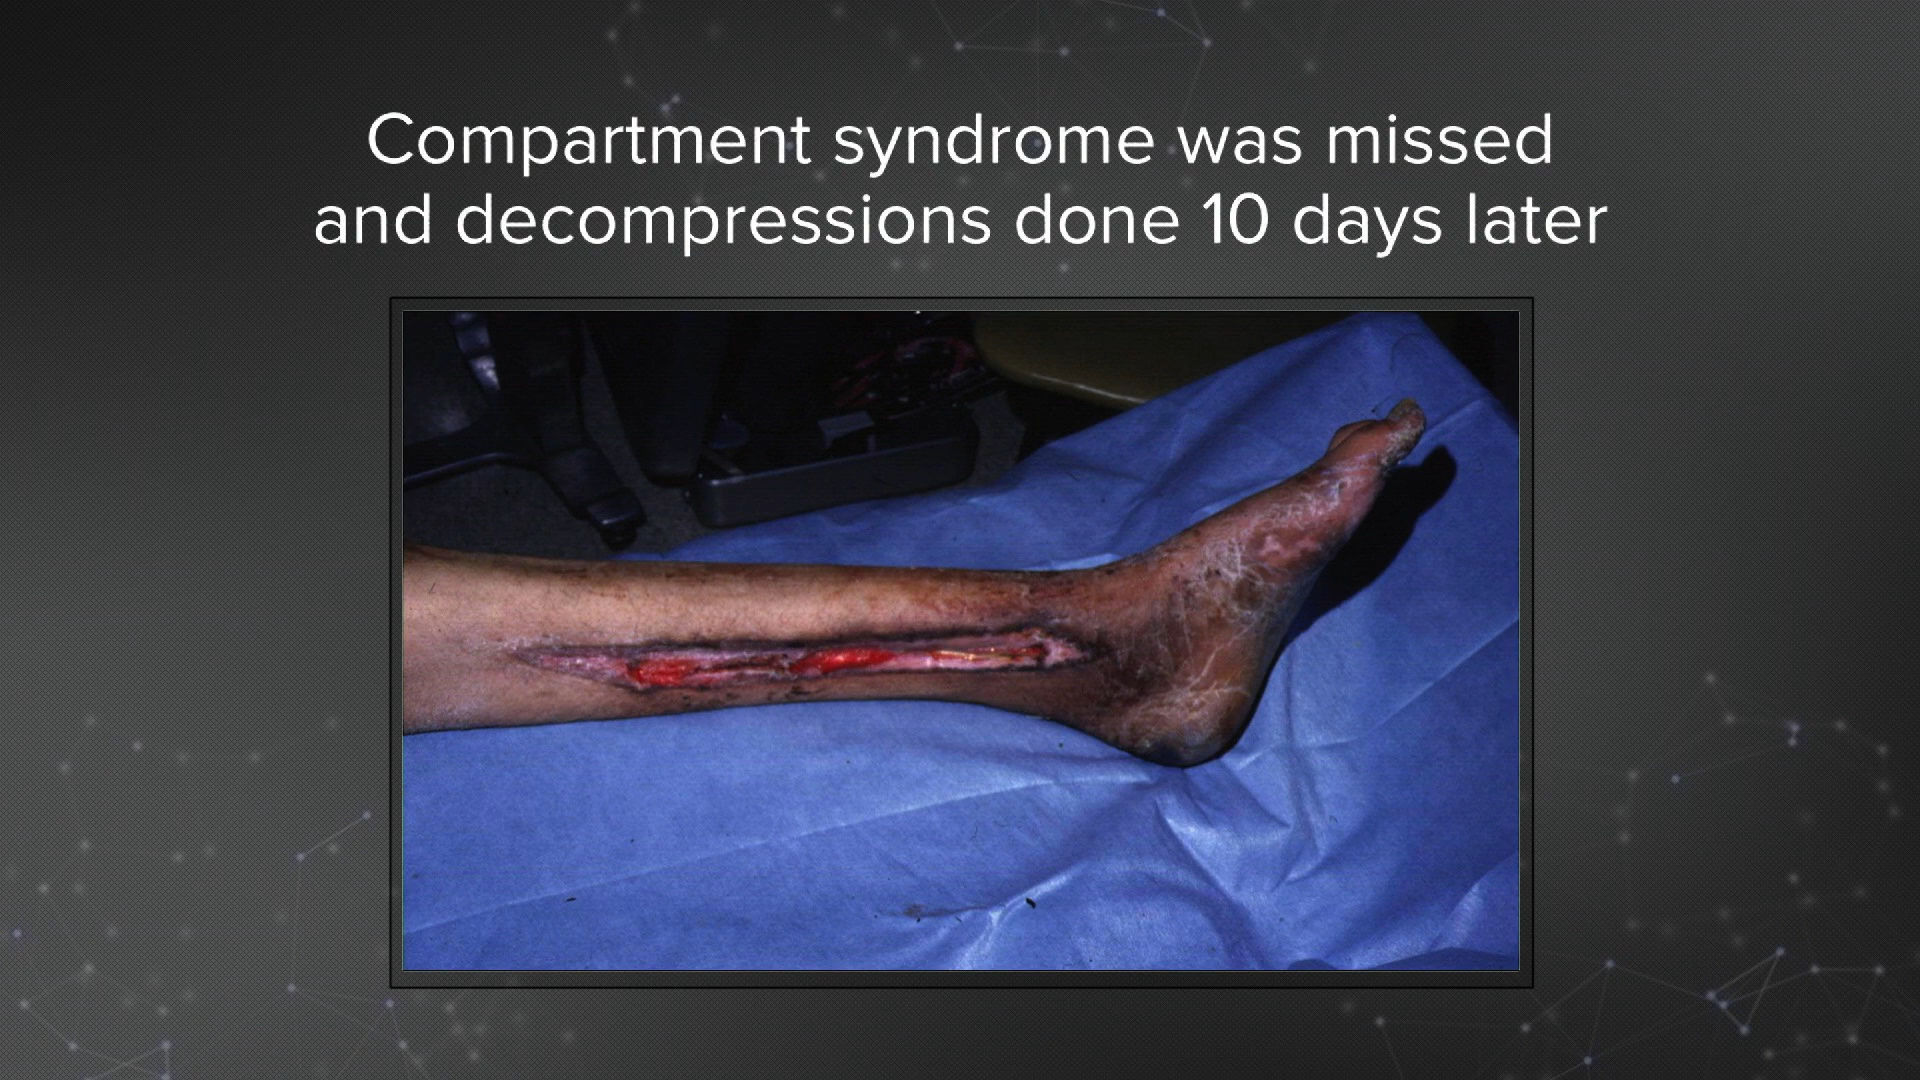 Compartment syndrome was missed
and decompressions done 10 days later